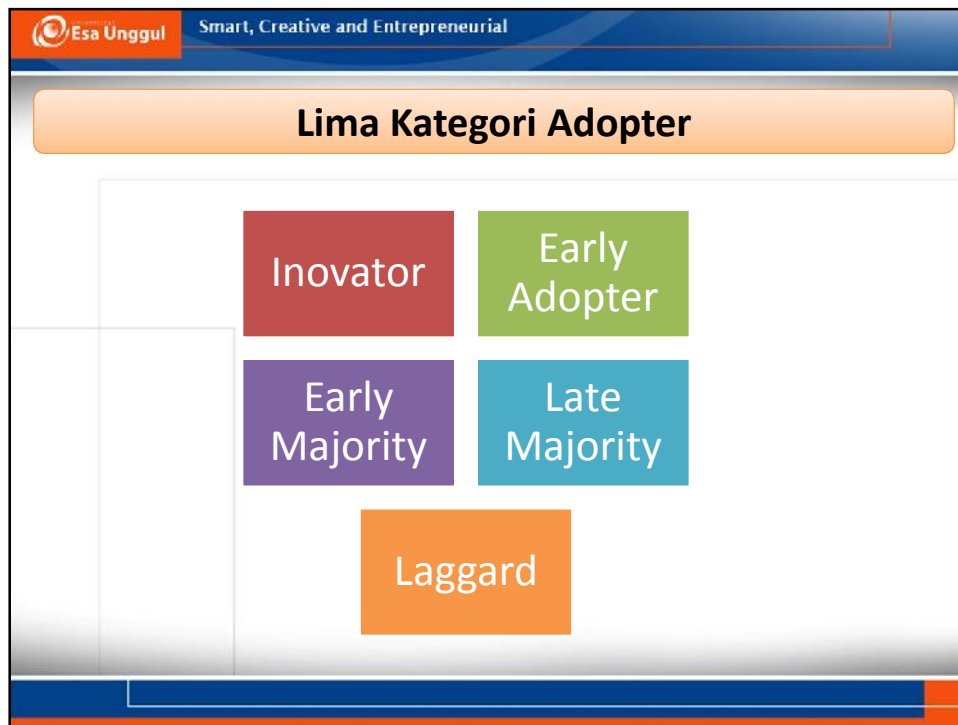 Esa Unggul
Smart, Creative and Entrepreneurial
Lima Kategori Adopter
Inovator
Early
Adopter
Early
Majority
Late
Majority
Laggard